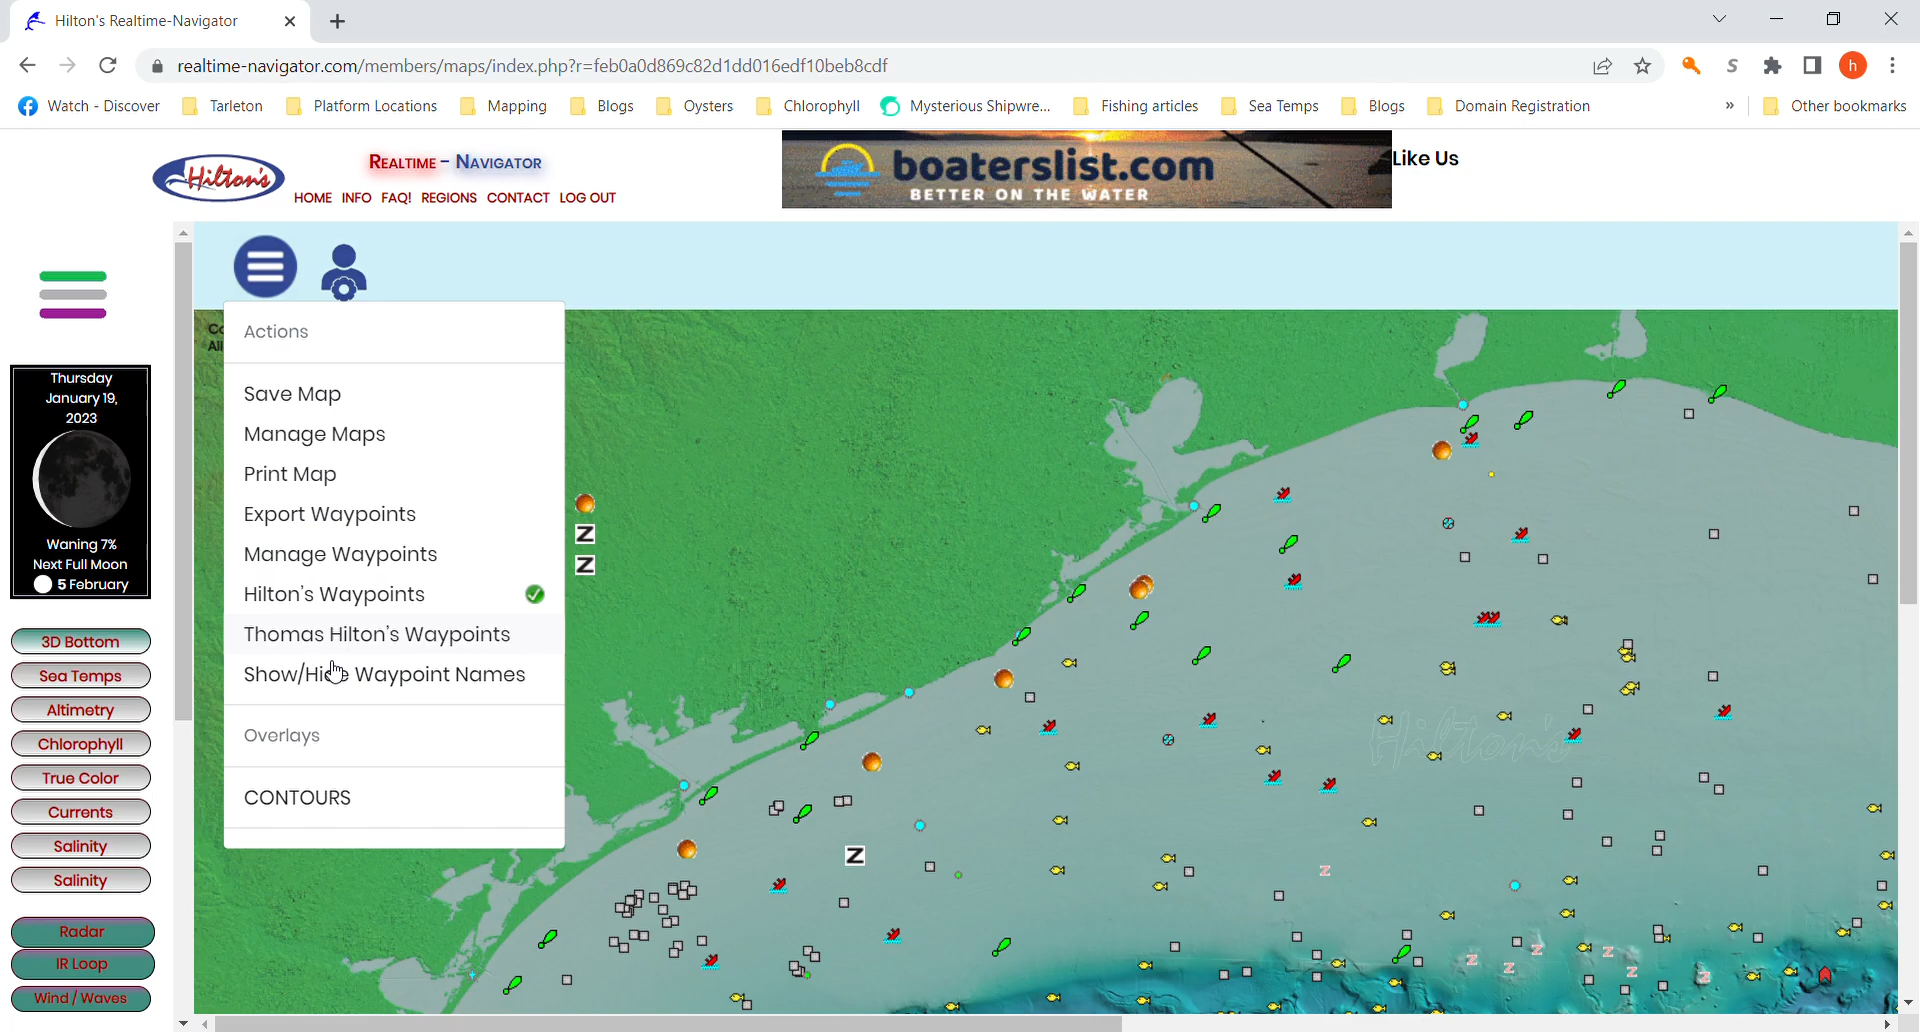 Hilton's Realtime-Navigator
realtime-navigator.com/members/maps/index.php?r=feb0a0d869c82d1dd016edf10beb8cdf
S
h
Watch - Discover
Tarleton
Platform Locations
Mapping
Blogs
Oysters
Chlorophyll
Mysterious Shipwre...
Fishing articles
Sea Temps
Blogs
Domain Registration
»
Other bookmarks
Hilton's
REALTIME - NAVIGATOR
HOME INFO FAQ! REGIONS CONTACT LOG OUT
boaterslist.com
BETTER ON THE WATER
Like Us
Thursday
January 19,
2023
Waning 7%
Next Full Moon
5 February
3D Bottom
Sea Temps
Altimetry
Chlorophyll
True Color
Currents
Salinity
Salinity
Radar
IR Loop
Wind / Waves
Actions
Save Map
Manage Maps
Print Map
Export Waypoints
Manage Waypoints
Hilton's Waypoints
Thomas Hilton's Waypoints
Show/Hide Waypoint Names
Overlays
CONTOURS
All
Z
Z
Z
Hilton's